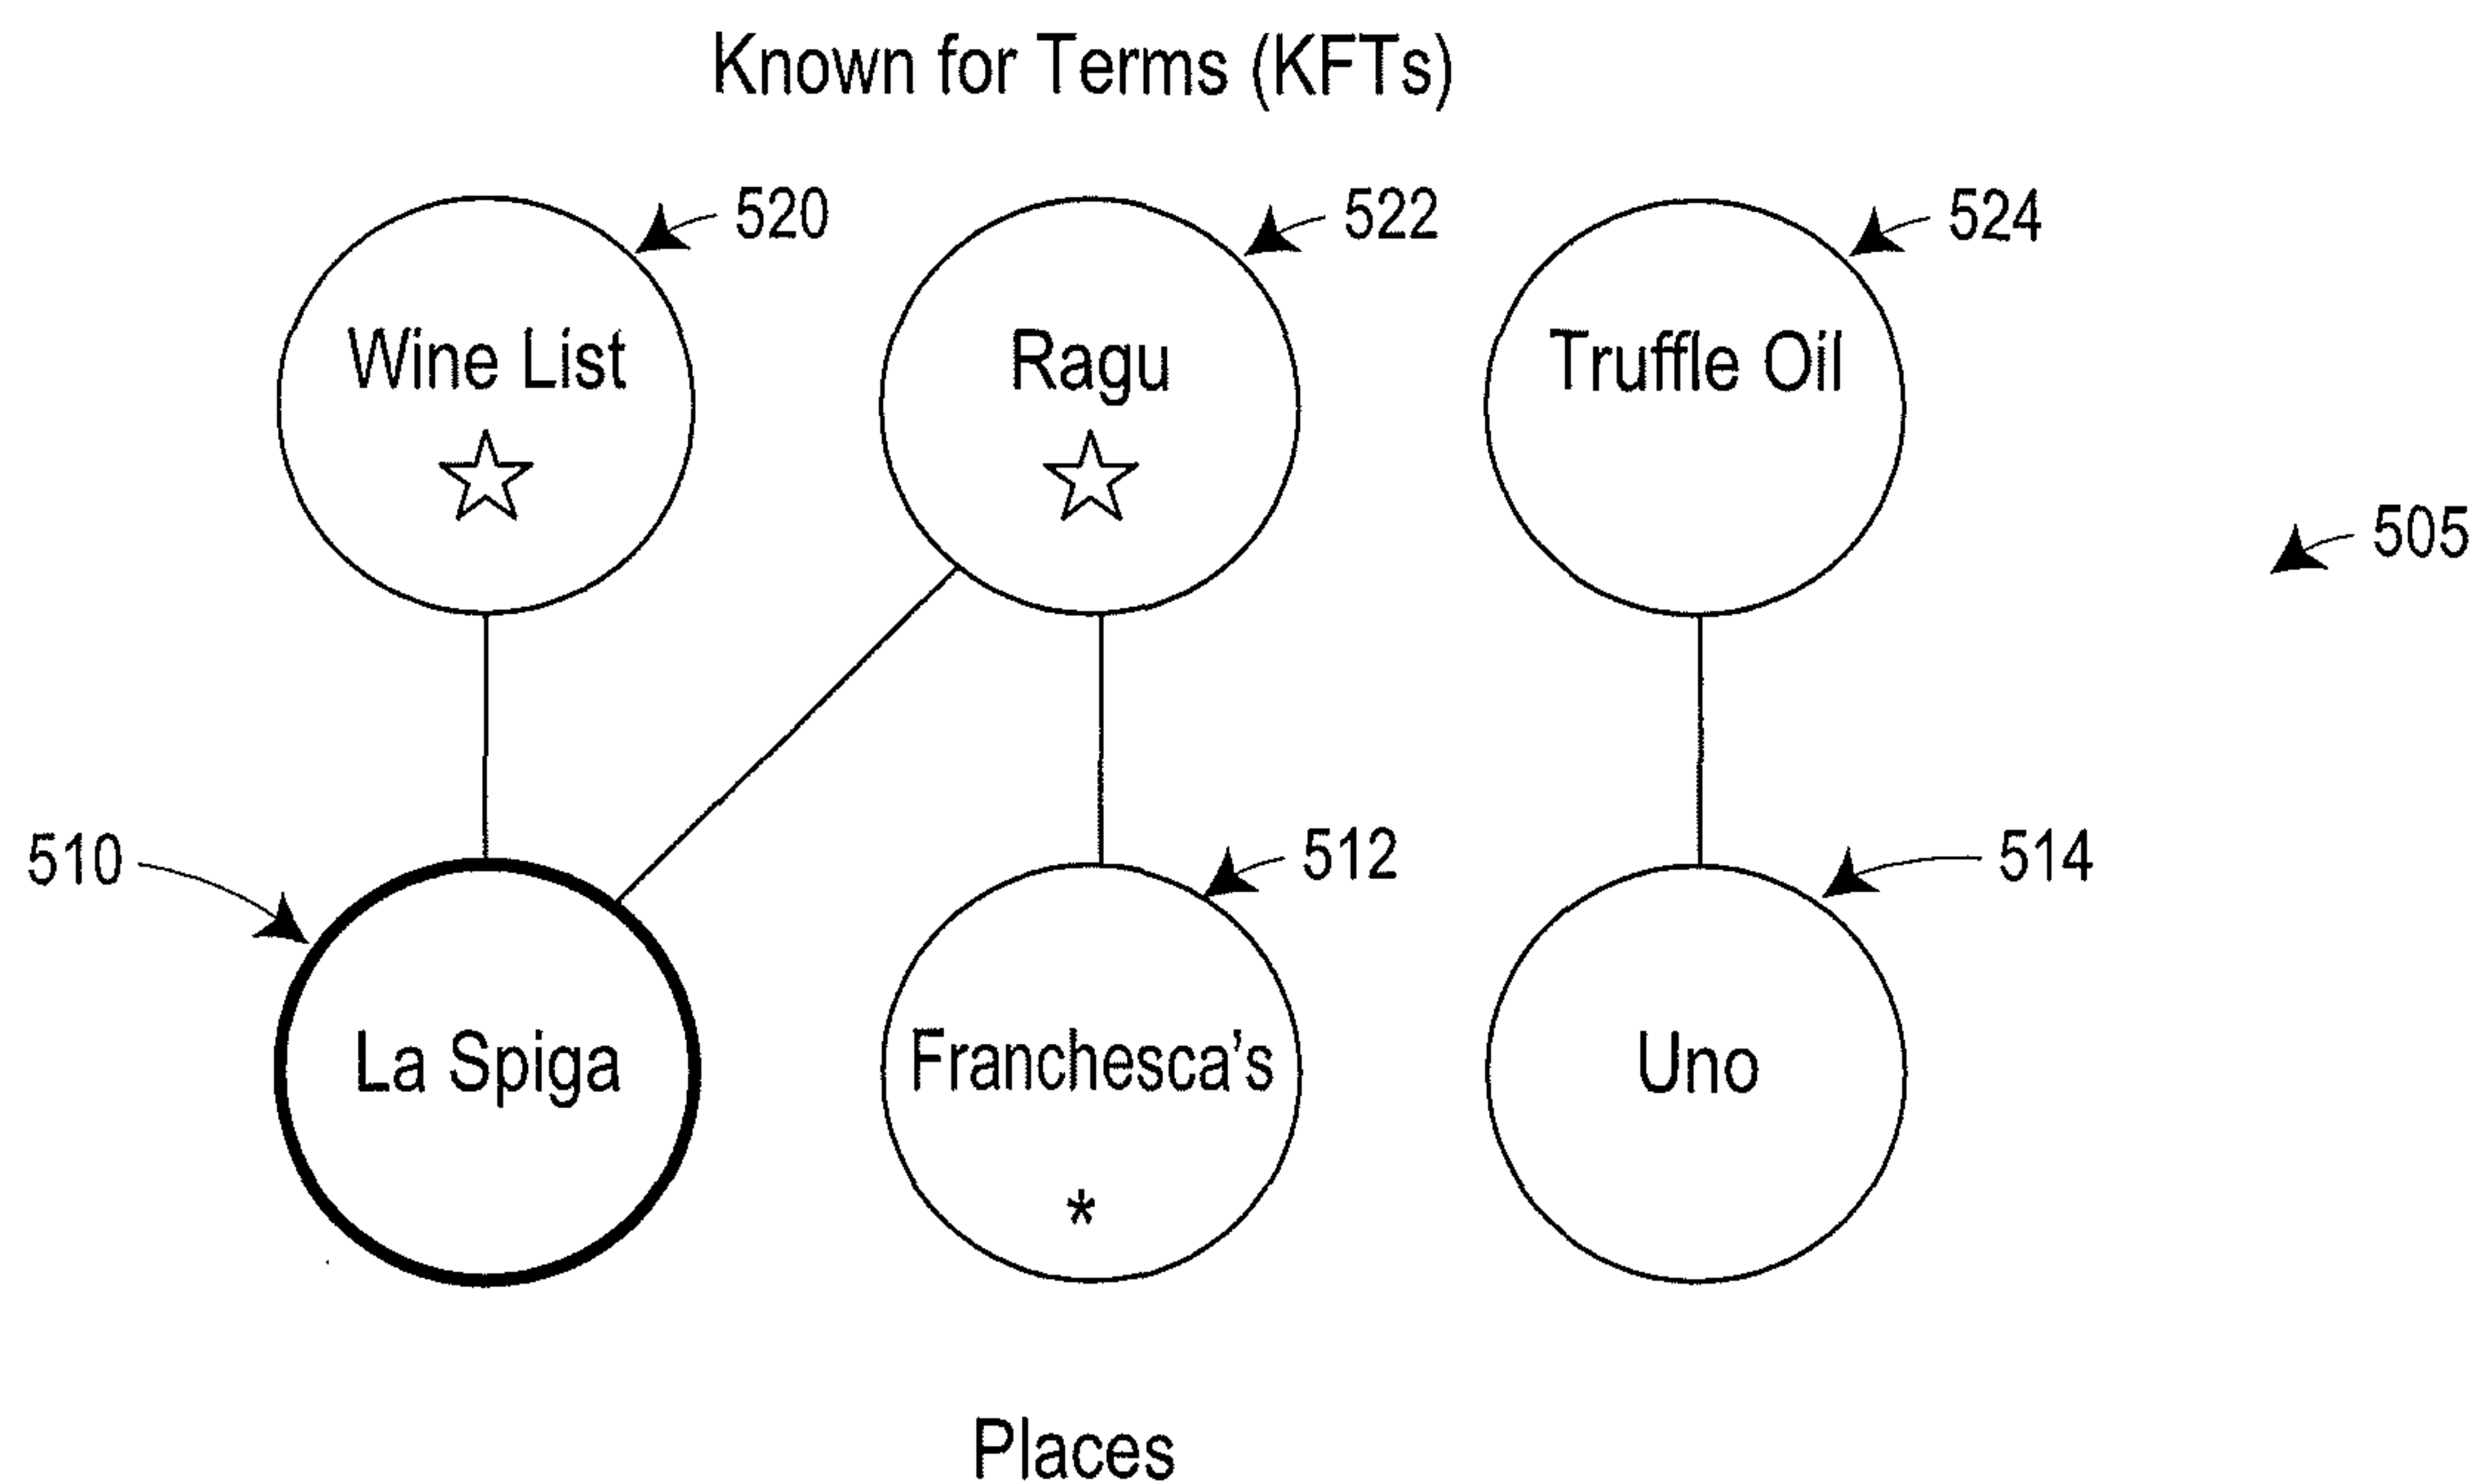 Known for Terms (KFTs)
520
522
524
Wine List
Ragu
Truffle Oil
505
510
512
514
La Spiga
Franchesca's
Uno
*
Places